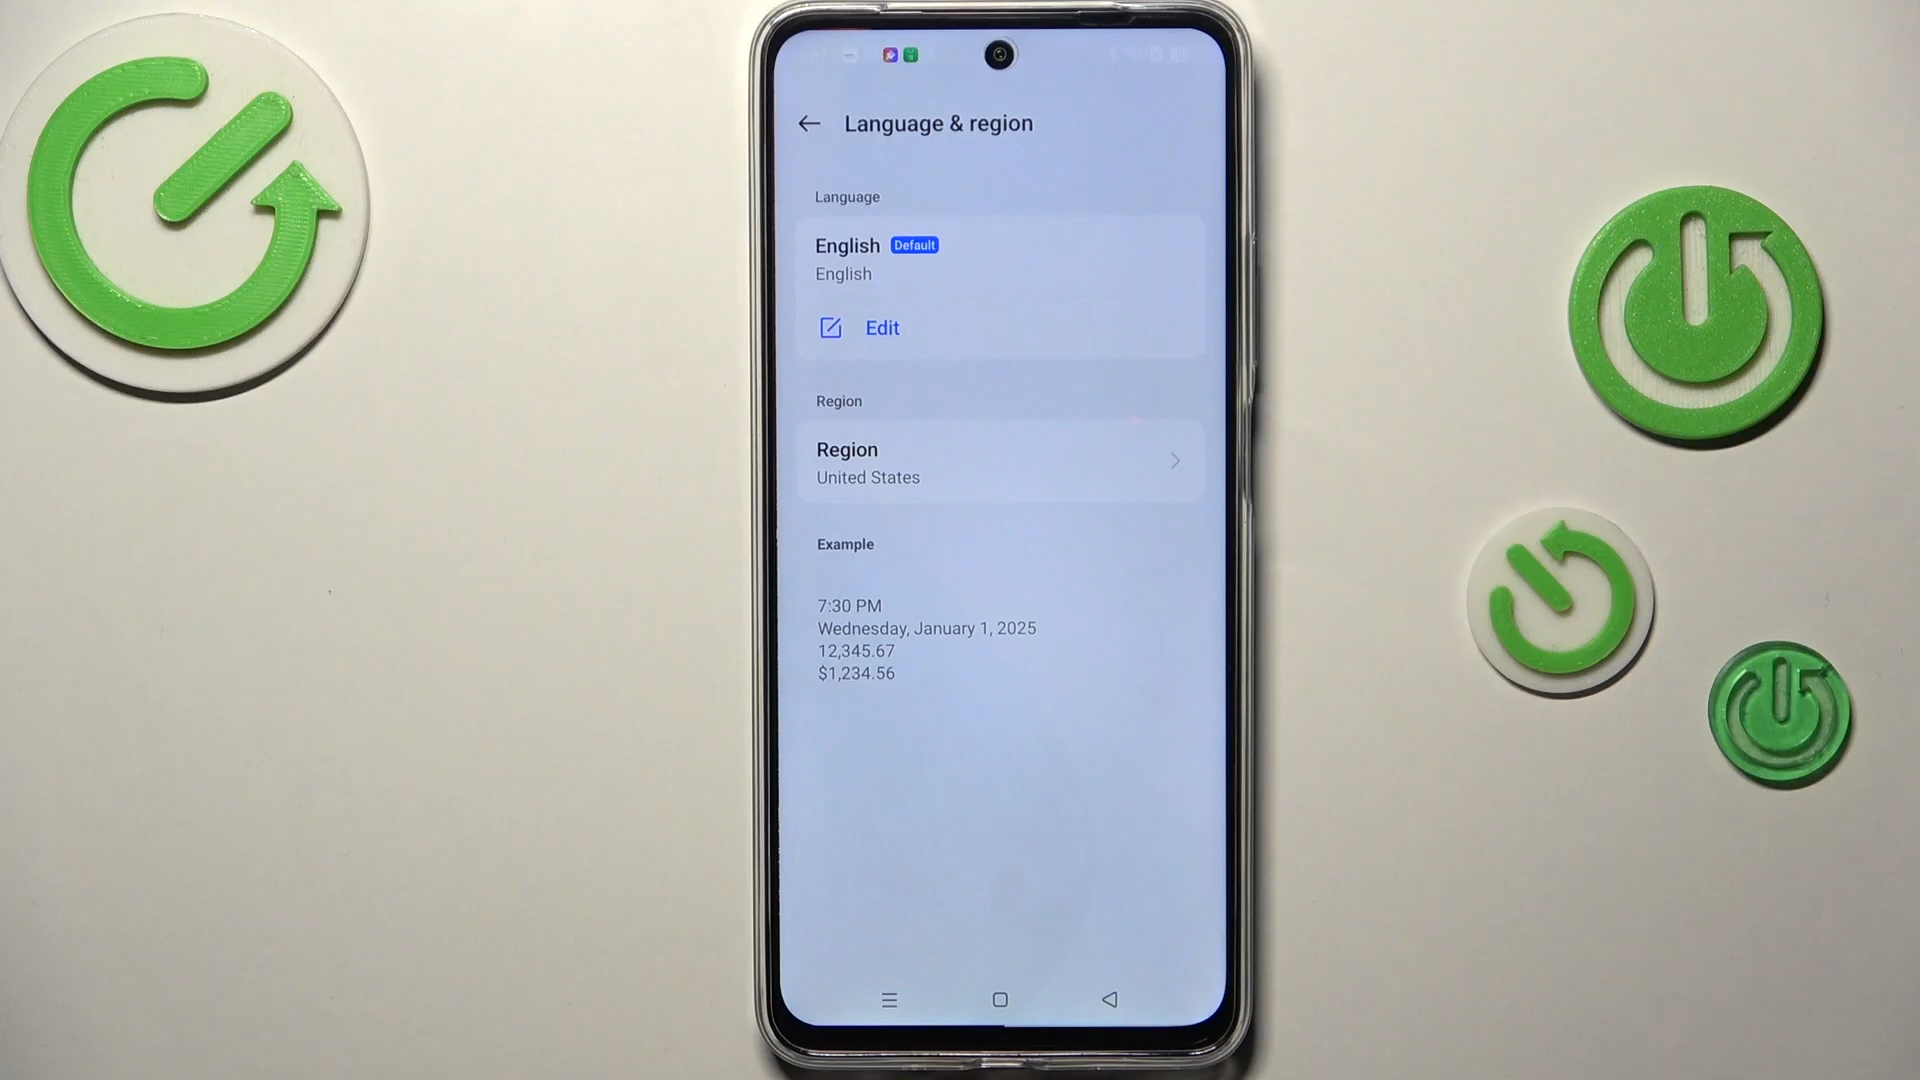 Language & region
Language
English Default
English
Edit
Region
Region
United States
Example
7:30 PM
Wednesday, January 1, 2025
12,345.67
$1,234.56